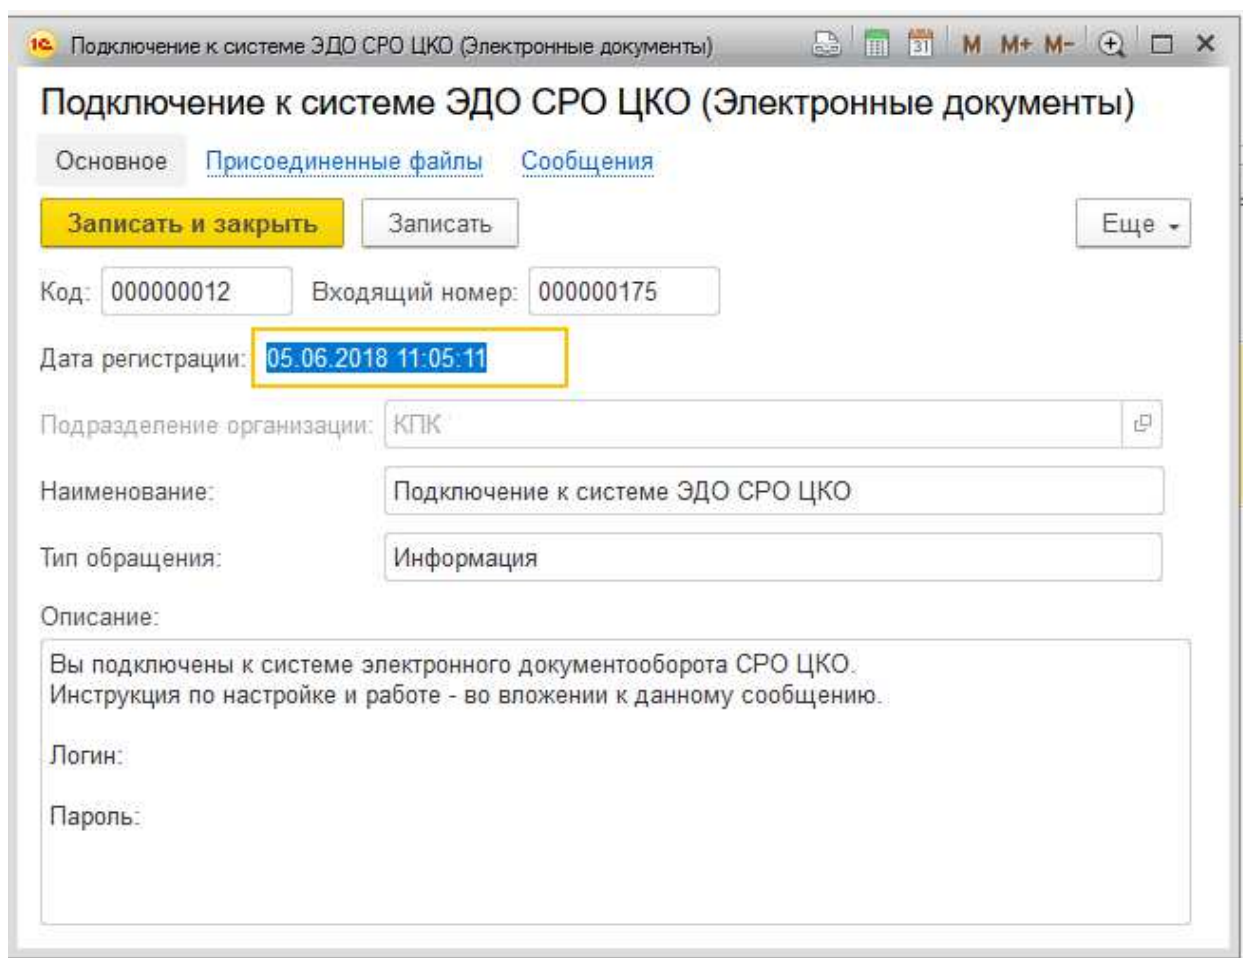 1С Подключение к системе ЭДО СРО ЦКО (Электронные документы) 31 M M+ M-
Подключение к системе ЭДО СРО ЦКО (Электронные документы)
Основное Присоединенные файлы Сообщения
Записать и закрыть Записать Еще
Код: 000000012 Входящий номер: 000000175
Дата регистрации: 05.06.2018 11:05:11
Подразделение организации: КПК
Наименование: Подключение к системе ЭДО СРО ЦКО
Тип обращения: Информация
Описание:
Вы подключены к системе электронного документооборота СРО ЦКО.
Инструкция по настройке и работе - во вложении к данному сообщению.
Логин:
Пароль: